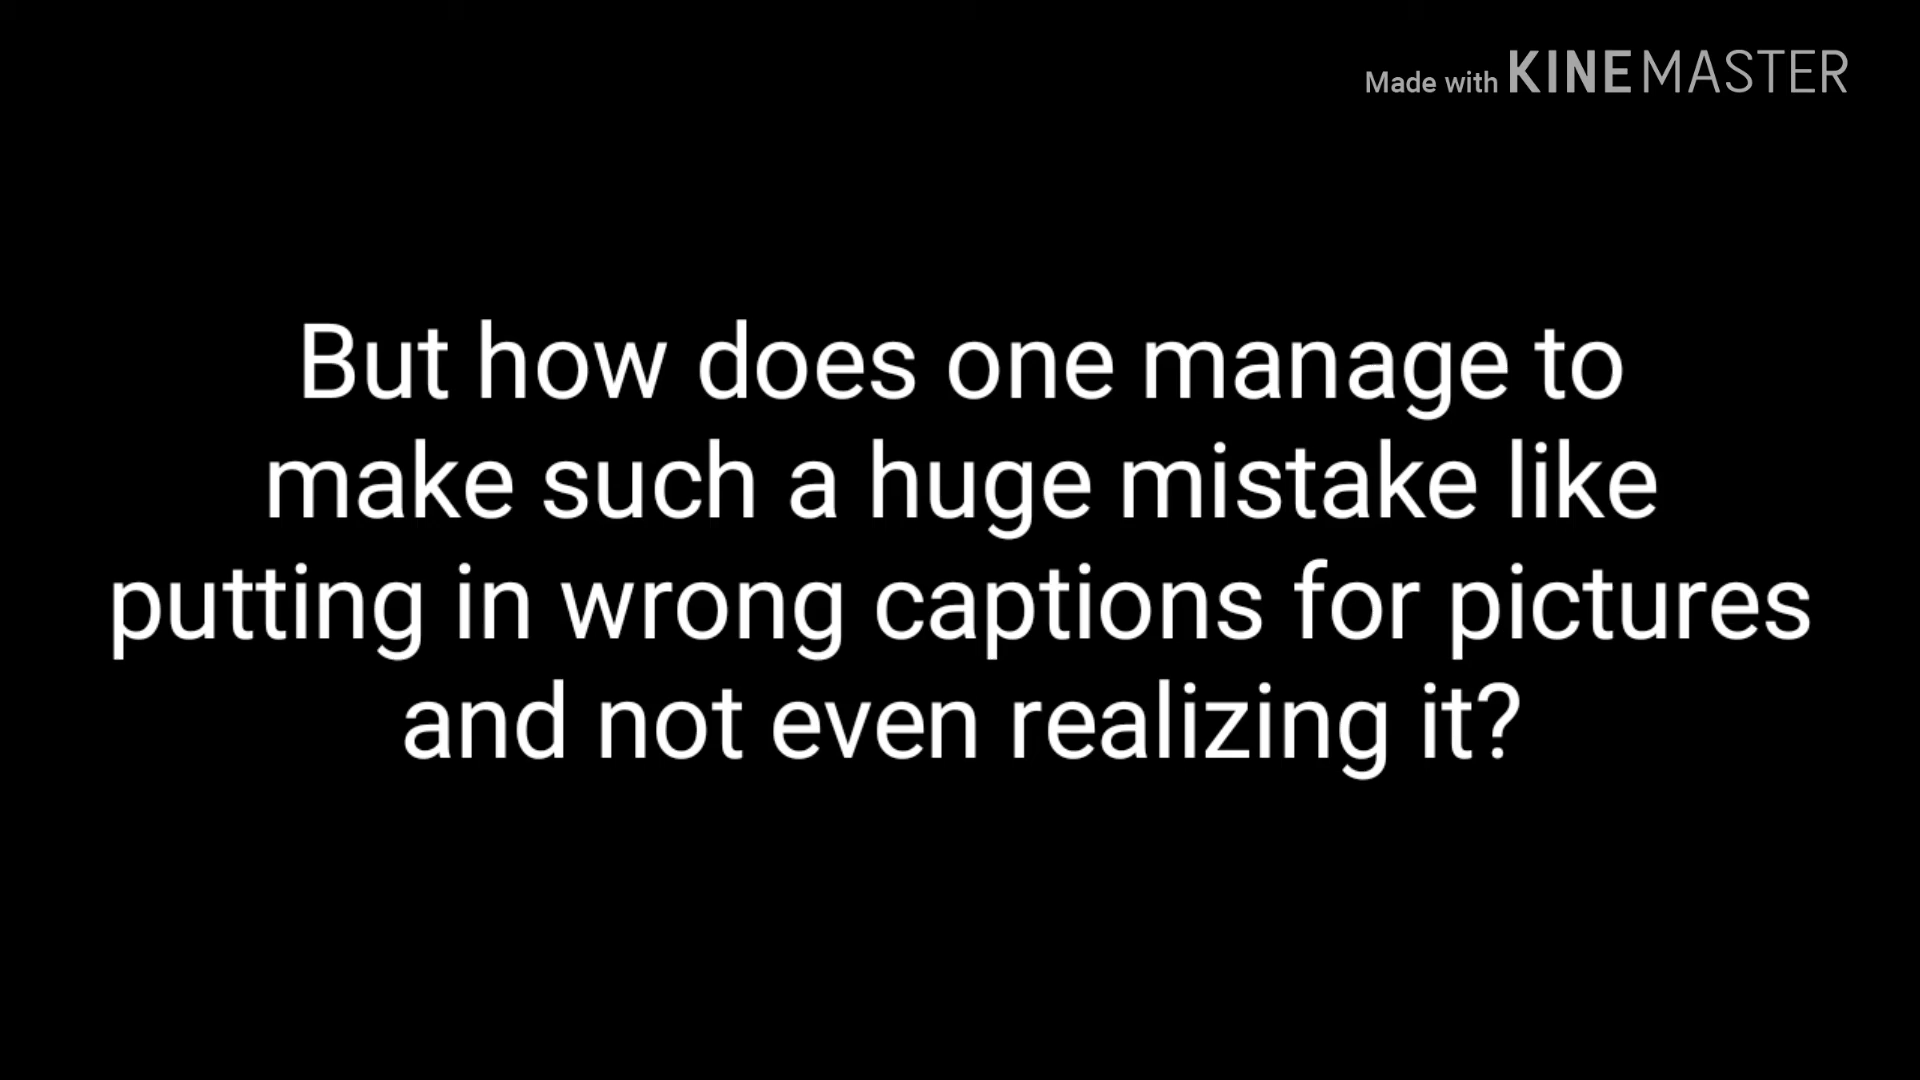 Made with KINEMASTER
But how does one manage to
make such a huge mistake like
putting in wrong captions for pictures
and not even realizing it?